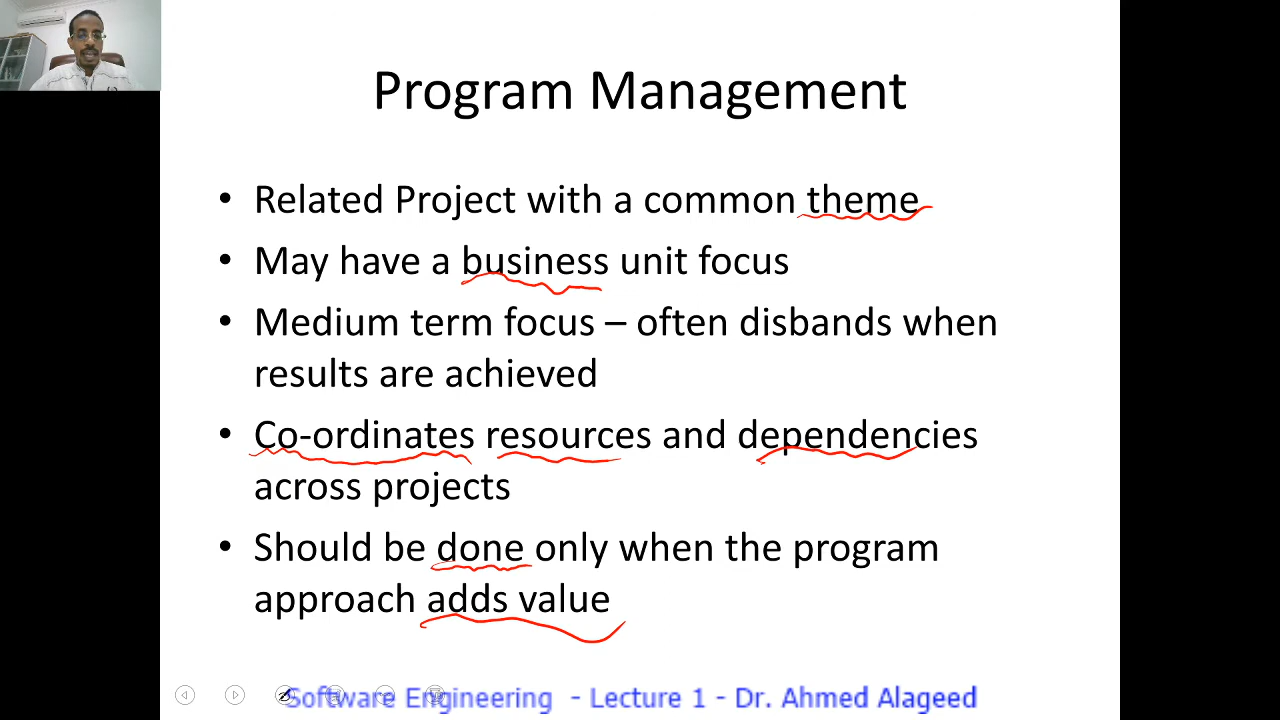 Program Management
• Related Project with a common theme
• May have a business unit focus
• Medium term focus – often disbands when
results are achieved
• Co-ordinates resources and dependencies
across projects
• Should be done only when the program
approach adds value
Software Engineering - Lecture 1 - Dr. Ahmed Alageed